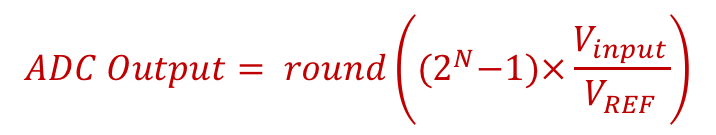 ADC Output = round((2^N−1)×V_input/V_REF)